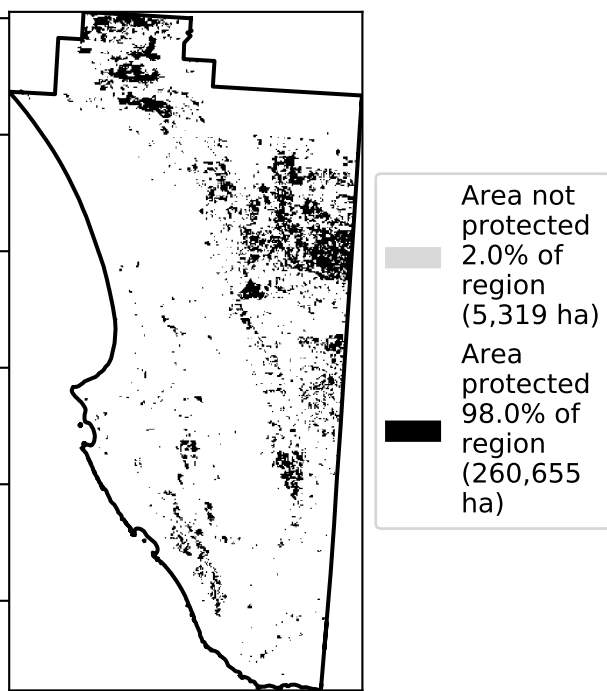 Area not
protected
2.0% of
region
(5,319 ha)
Area
protected
98.0% of
region
(260,655
ha)